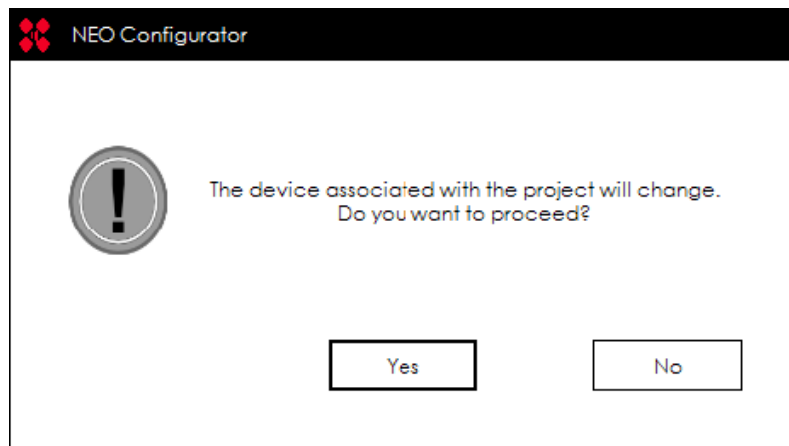 NEO Configurator
The device associated with the project will change.
Do you want to proceed?
Yes
No